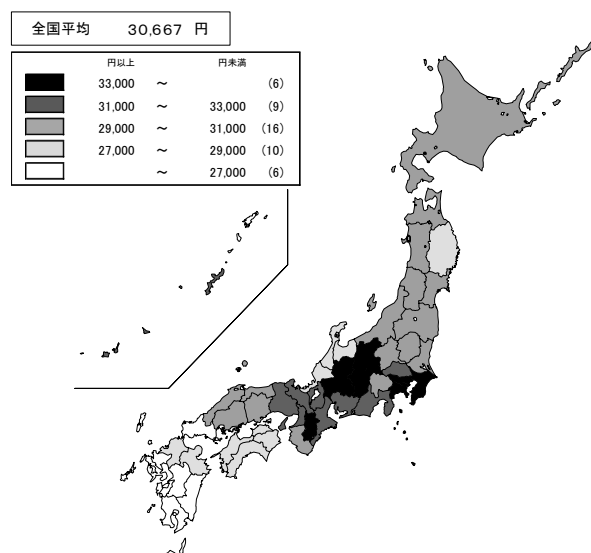 全国平均 30,667 円
円以上 円未満
33,000 ～ (6)
31,000 ～ 33,000 (9)
29,000 ～ 31,000 (16)
27,000 ～ 29,000 (10)
～ 27,000 (6)